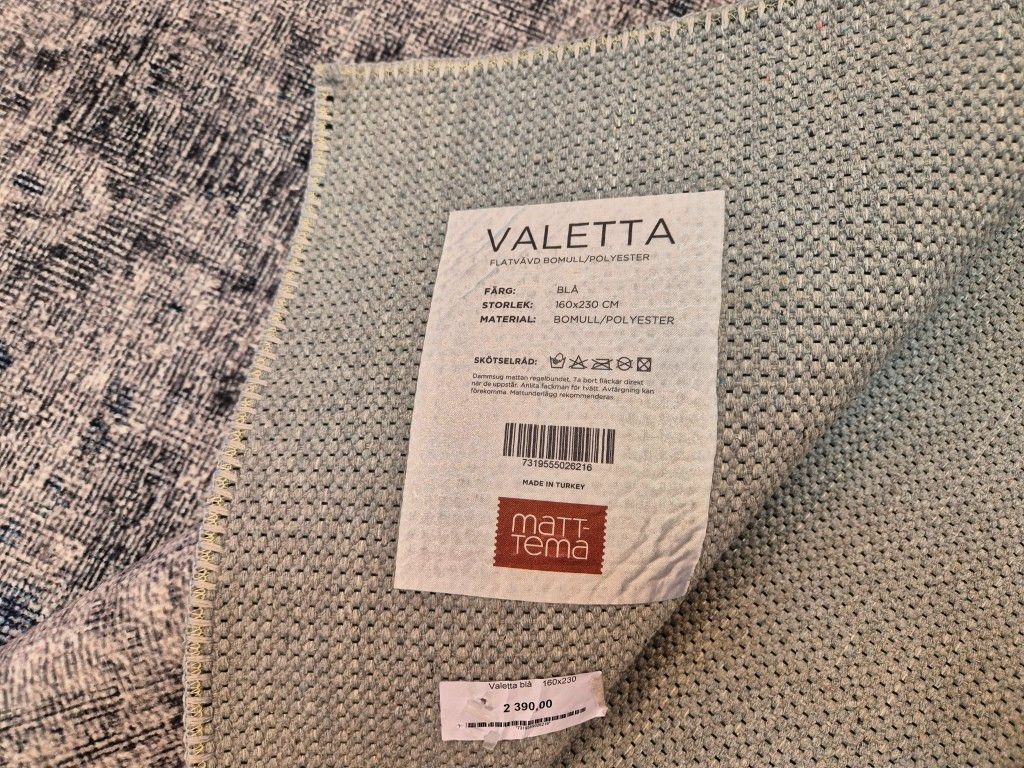 VALETTA
FLATVÄVD BOMULL/POLYESTER
FÄRG: BLÅ
STORLEK: 160x230 CM
MATERIAL: BOMULL/POLYESTER
SKÖTSELRÅD:
Dammsug mattan regelbundet. Ta bort fläckar direkt
när de uppstår. Anlita fackman för tvätt. Avfärgning kan
förekomma. Mattunderlägg rekommenderas.
7319555026216
MADE IN TURKEY
maTT-
Tema
Valetta blå 160x230
2 390,00